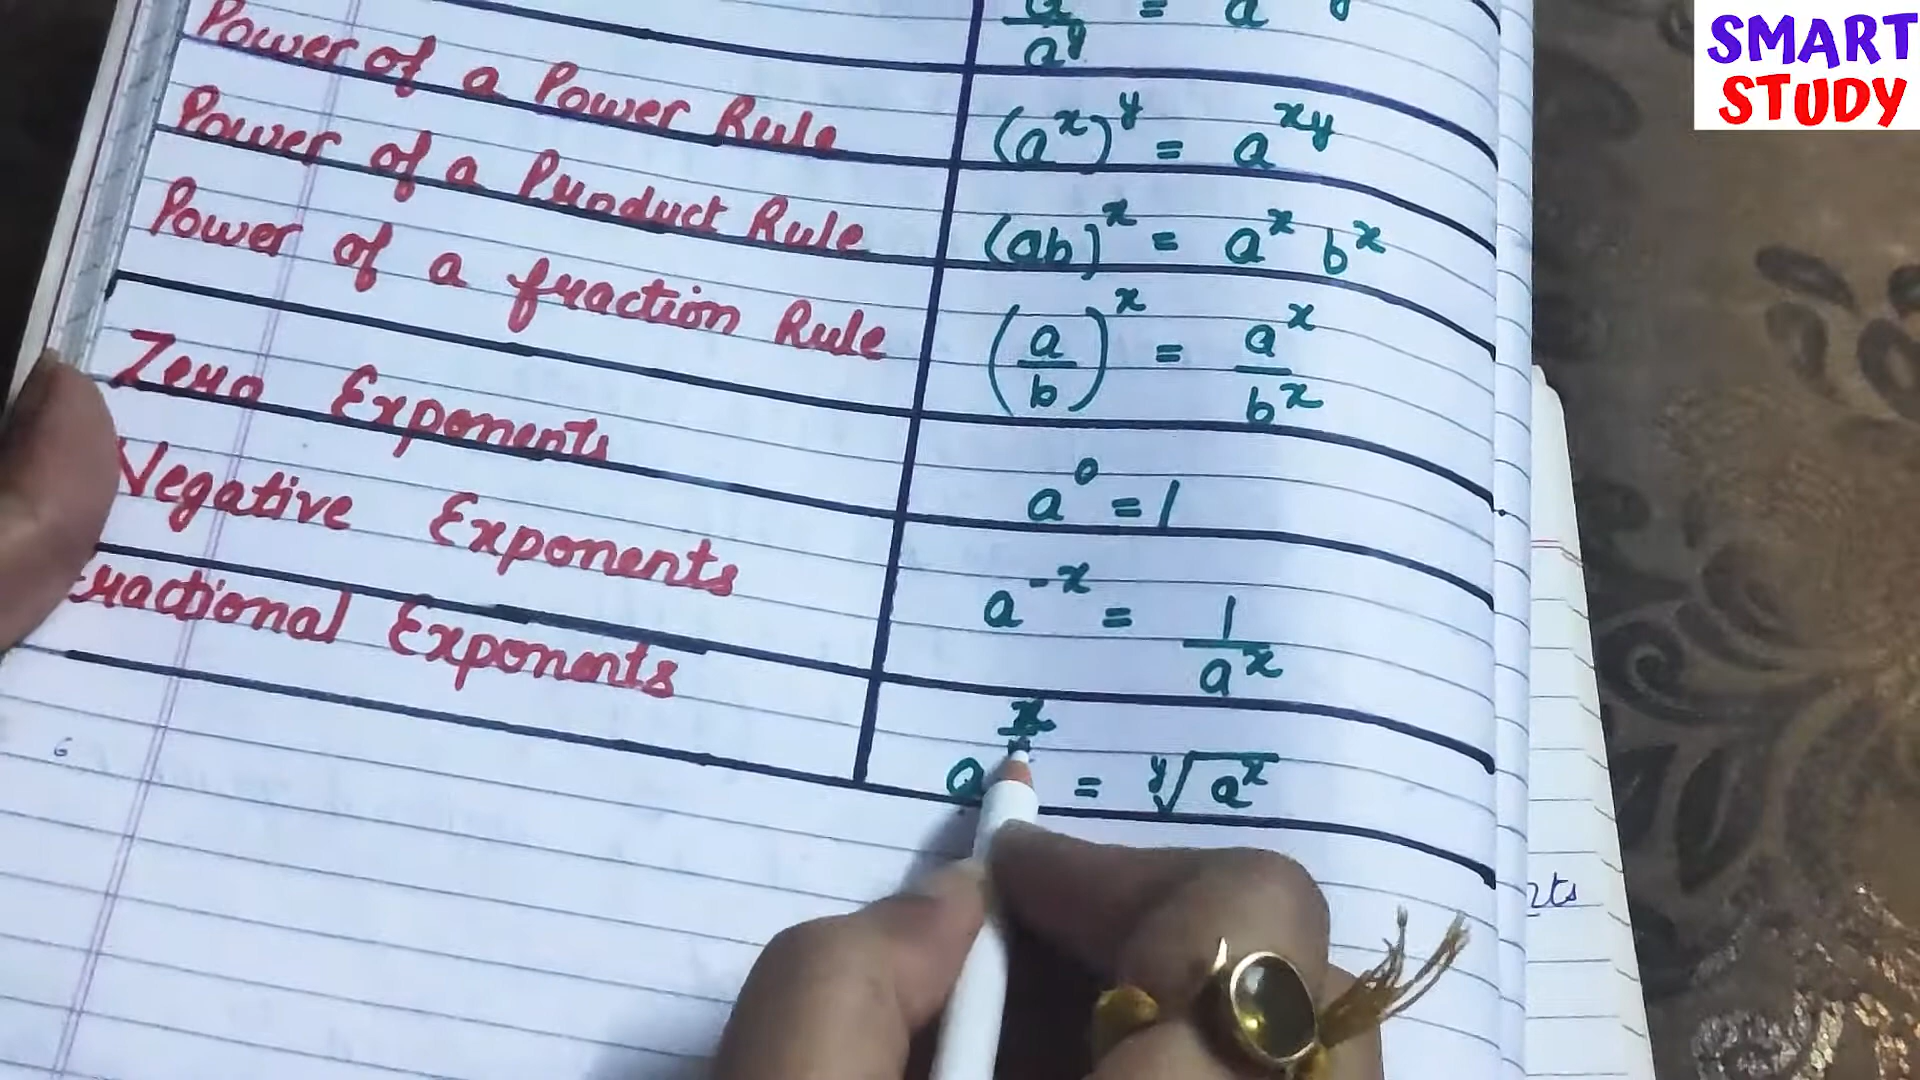 SMART
STUDY
a/a^y = a
Power of a Power Rule (a^x)^y = a^xy
Power of a Product Rule (ab)^x = a^x b^x
Power of a fraction Rule (a/b)^x = a^x/b^x
Zero Exponents a^0 = 1
Negative Exponents a^-x = 1/a^x
Fractional Exponents a^x = ʸ√a^x